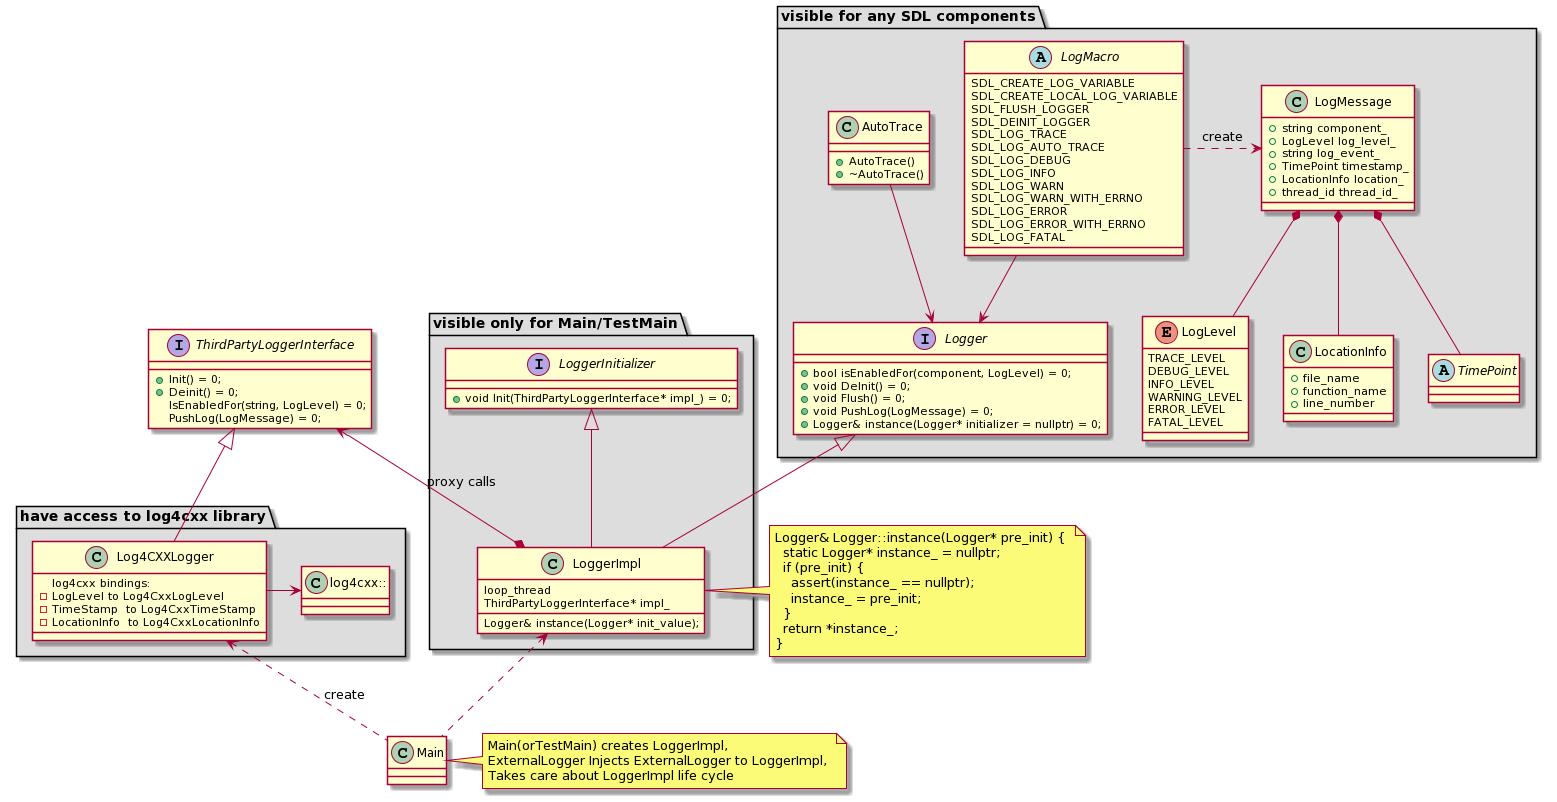 visible for any SDL components
A LogMacro
SDL_CREATE_LOG_VARIABLE
SDL_CREATE_LOCAL_LOG_VARIABLE
SDL_FLUSH_LOGGER
SDL_DEINIT_LOGGER
SDL_LOG_TRACE
SDL_LOG_AUTO_TRACE
SDL_LOG_DEBUG
SDL_LOG_INFO
SDL_LOG_WARN
SDL_LOG_WARN_WITH_ERRNO
SDL_LOG_ERROR
SDL_LOG_ERROR_WITH_ERRNO
SDL_LOG_FATAL
C AutoTrace
AutoTrace()
~AutoTrace()
create
C LogMessage
string component_
LogLevel log_level_
string log_event_
TimePoint timestamp_
LocationInfo location_
thread_id thread_id_
I Logger
bool isEnabledFor(component, LogLevel) = 0;
void DeInit() = 0;
void Flush() = 0;
void PushLog(LogMessage) = 0;
Logger& instance(Logger* initializer = nullptr) = 0;
E LogLevel
TRACE_LEVEL
DEBUG_LEVEL
INFO_LEVEL
WARNING_LEVEL
ERROR_LEVEL
FATAL_LEVEL
C LocationInfo
file_name
function_name
line_number
A TimePoint
I ThirdPartyLoggerInterface
Init() = 0;
Deinit() = 0;
IsEnabledFor(string, LogLevel) = 0;
PushLog(LogMessage) = 0;
visible only for Main/TestMain
I LoggerInitializer
void Init(ThirdPartyLoggerInterface* impl_) = 0;
proxy calls
have access to log4cxx library
C Log4CXXLogger
log4cxx bindings:
LogLevel to Log4CxxLogLevel
TimeStamp  to Log4CxxTimeStamp
LocationInfo  to Log4CxxLocationInfo
C log4cxx::
C LoggerImpl
loop_thread
ThirdPartyLoggerInterface* impl_
Logger& instance(Logger* init_value);
Logger& Logger::instance(Logger* pre_init) {
  static Logger* instance_ = nullptr;
  if (pre_init) {
    assert(instance_ == nullptr);
    instance_ = pre_init;
  }
  return *instance_;
}
create
C Main
Main(orTestMain) creates LoggerImpl,
ExternalLogger Injects ExternalLogger to LoggerImpl,
Takes care about LoggerImpl life cycle